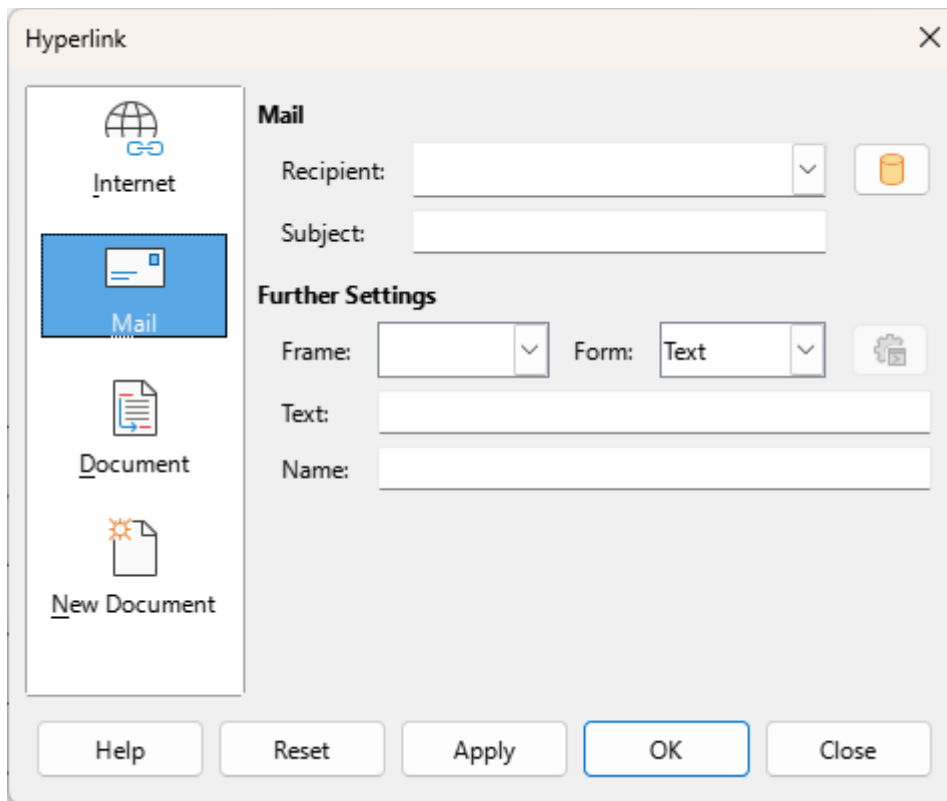 Hyperlink
Internet
Mail
Document
New Document
Mail
Recipient:
Subject:
Further Settings
Frame: Form: Text
Text:
Name:
Help Reset Apply OK Close